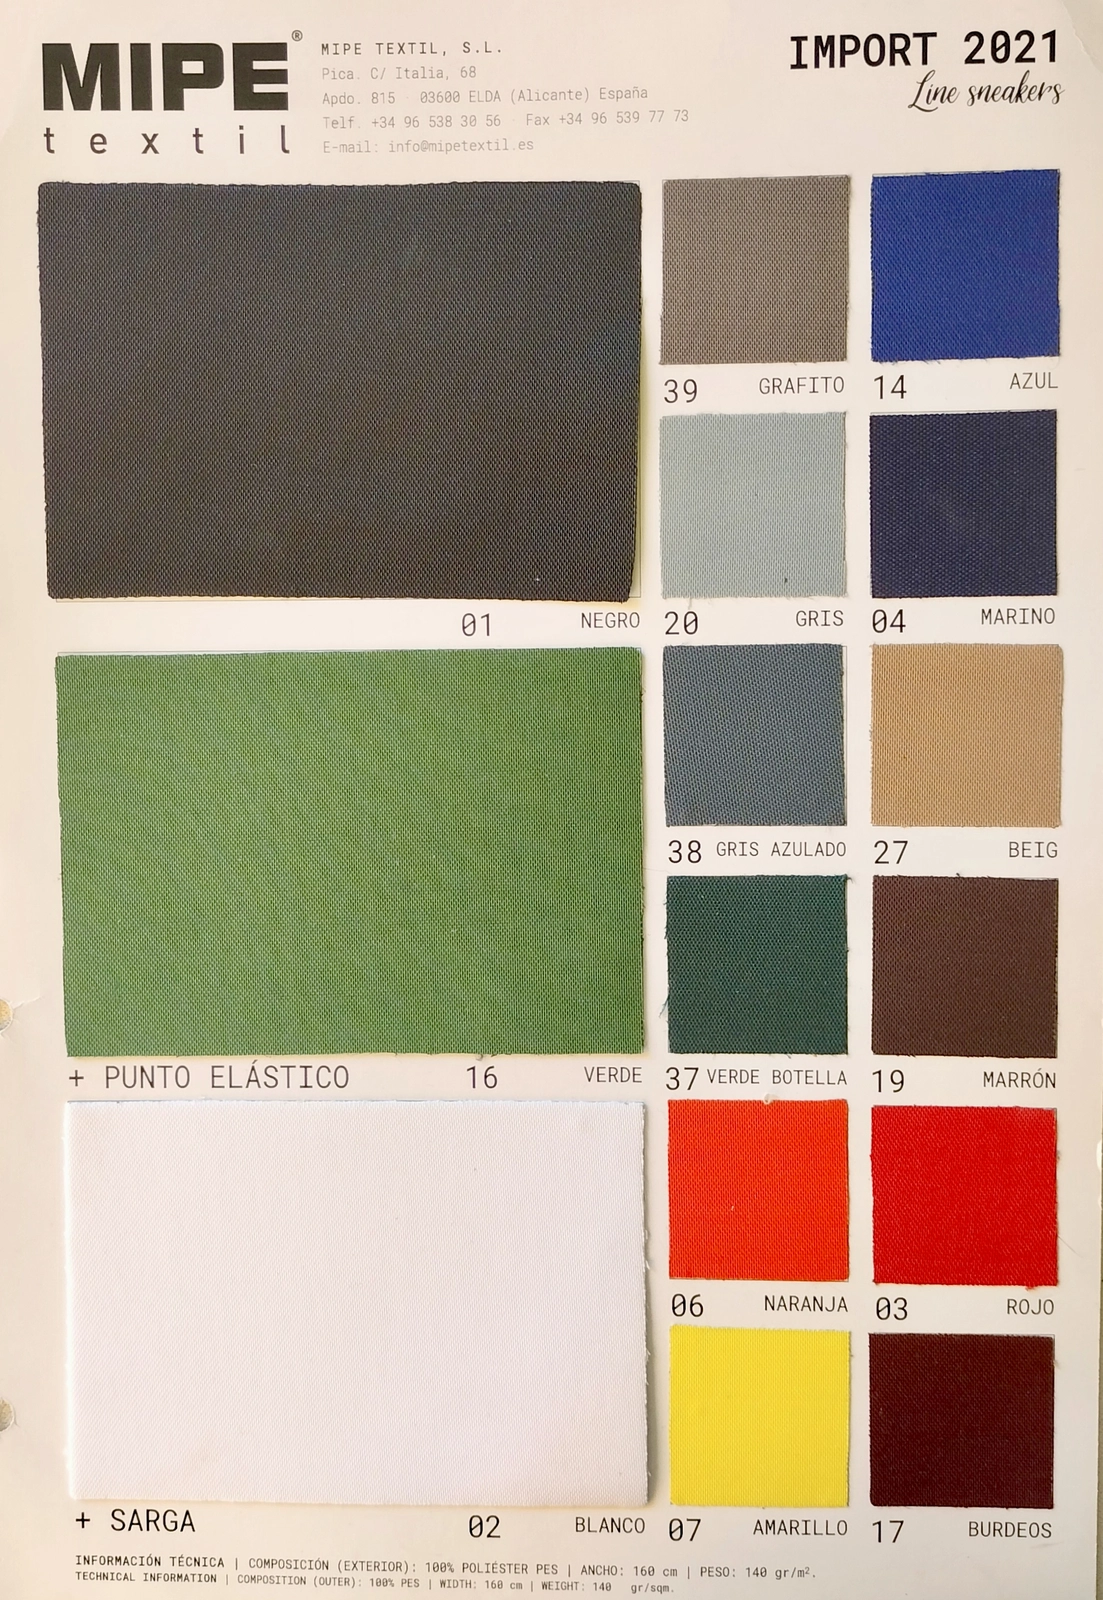 MIPE®
textil
MIPE TEXTIL, S.L.
Pica. C/ Italia, 68
Apdo. 815 · 03600 ELDA (Alicante) España
Telf. +34 96 538 30 56 · Fax +34 96 539 77 73
E-mail: info@mipetextil.es
IMPORT 2021
Line sneakers
39 GRAFITO
14 AZUL
01 NEGRO
20 GRIS
04 MARINO
38 GRIS AZULADO
27 BEIG
+ PUNTO ELÁSTICO 16 VERDE
37 VERDE BOTELLA
19 MARRÓN
06 NARANJA
03 ROJO
+ SARGA 02 BLANCO
07 AMARILLO
17 BURDEOS
INFORMACIÓN TÉCNICA | COMPOSICIÓN (EXTERIOR): 100% POLIÉSTER PES | ANCHO: 160 cm | PESO: 140 gr/m².
TECHNICAL INFORMATION | COMPOSITION (OUTER): 100% PES | WIDTH: 160 cm | WEIGHT: 140 gr/sqm.